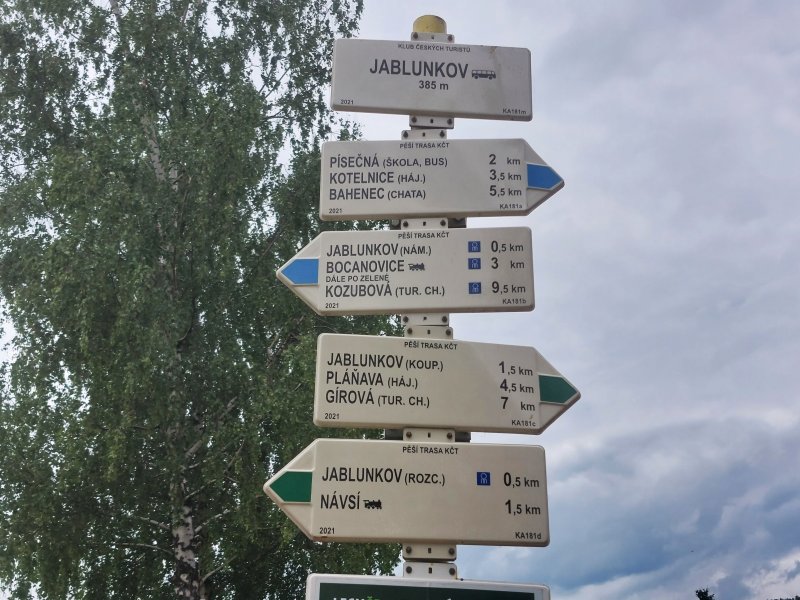 KLUB ČESKÝCH TURISTŮ
JABLUNKOV
385 m
2021 KA181m
PĚŠÍ TRASA KČT
PÍSEČNÁ (ŠKOLA, BUS) 2 km
KOTELNICE (HÁJ.) 3,5 km
BAHENEC (CHATA) 5,5 km
2021 KA181a
PĚŠÍ TRASA KČT
JABLUNKOV (NÁM.) 0,5 km
BOCANOVICE 3 km
DÁLE PO ZELENÉ
KOZUBOVÁ (TUR. CH.) 9,5 km
2021 KA181b
PĚŠÍ TRASA KČT
JABLUNKOV (KOUP.) 1,5 km
PLÁŇAVA (HÁJ.) 4,5 km
GÍROVÁ (TUR. CH.) 7 km
2021 KA181c
PĚŠÍ TRASA KČT
JABLUNKOV (ROZC.) 0,5 km
NÁVSÍ 1,5 km
2021 KA181d